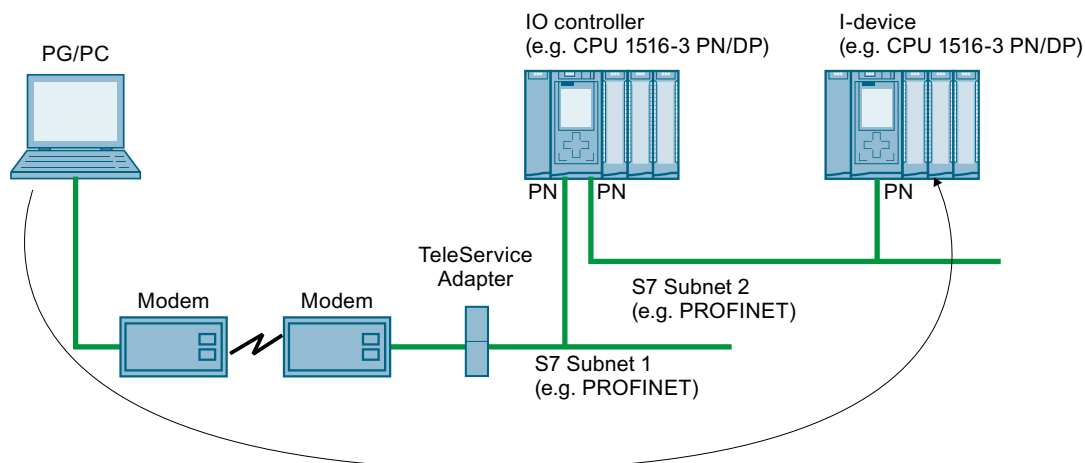 IO controller
(e.g. CPU 1516-3 PN/DP)
I-device
(e.g. CPU 1516-3 PN/DP)
PG/PC
PN
PN
PN
TeleService
Adapter
Modem
Modem
S7 Subnet 2
(e.g. PROFINET)
S7 Subnet 1
(e.g. PROFINET)